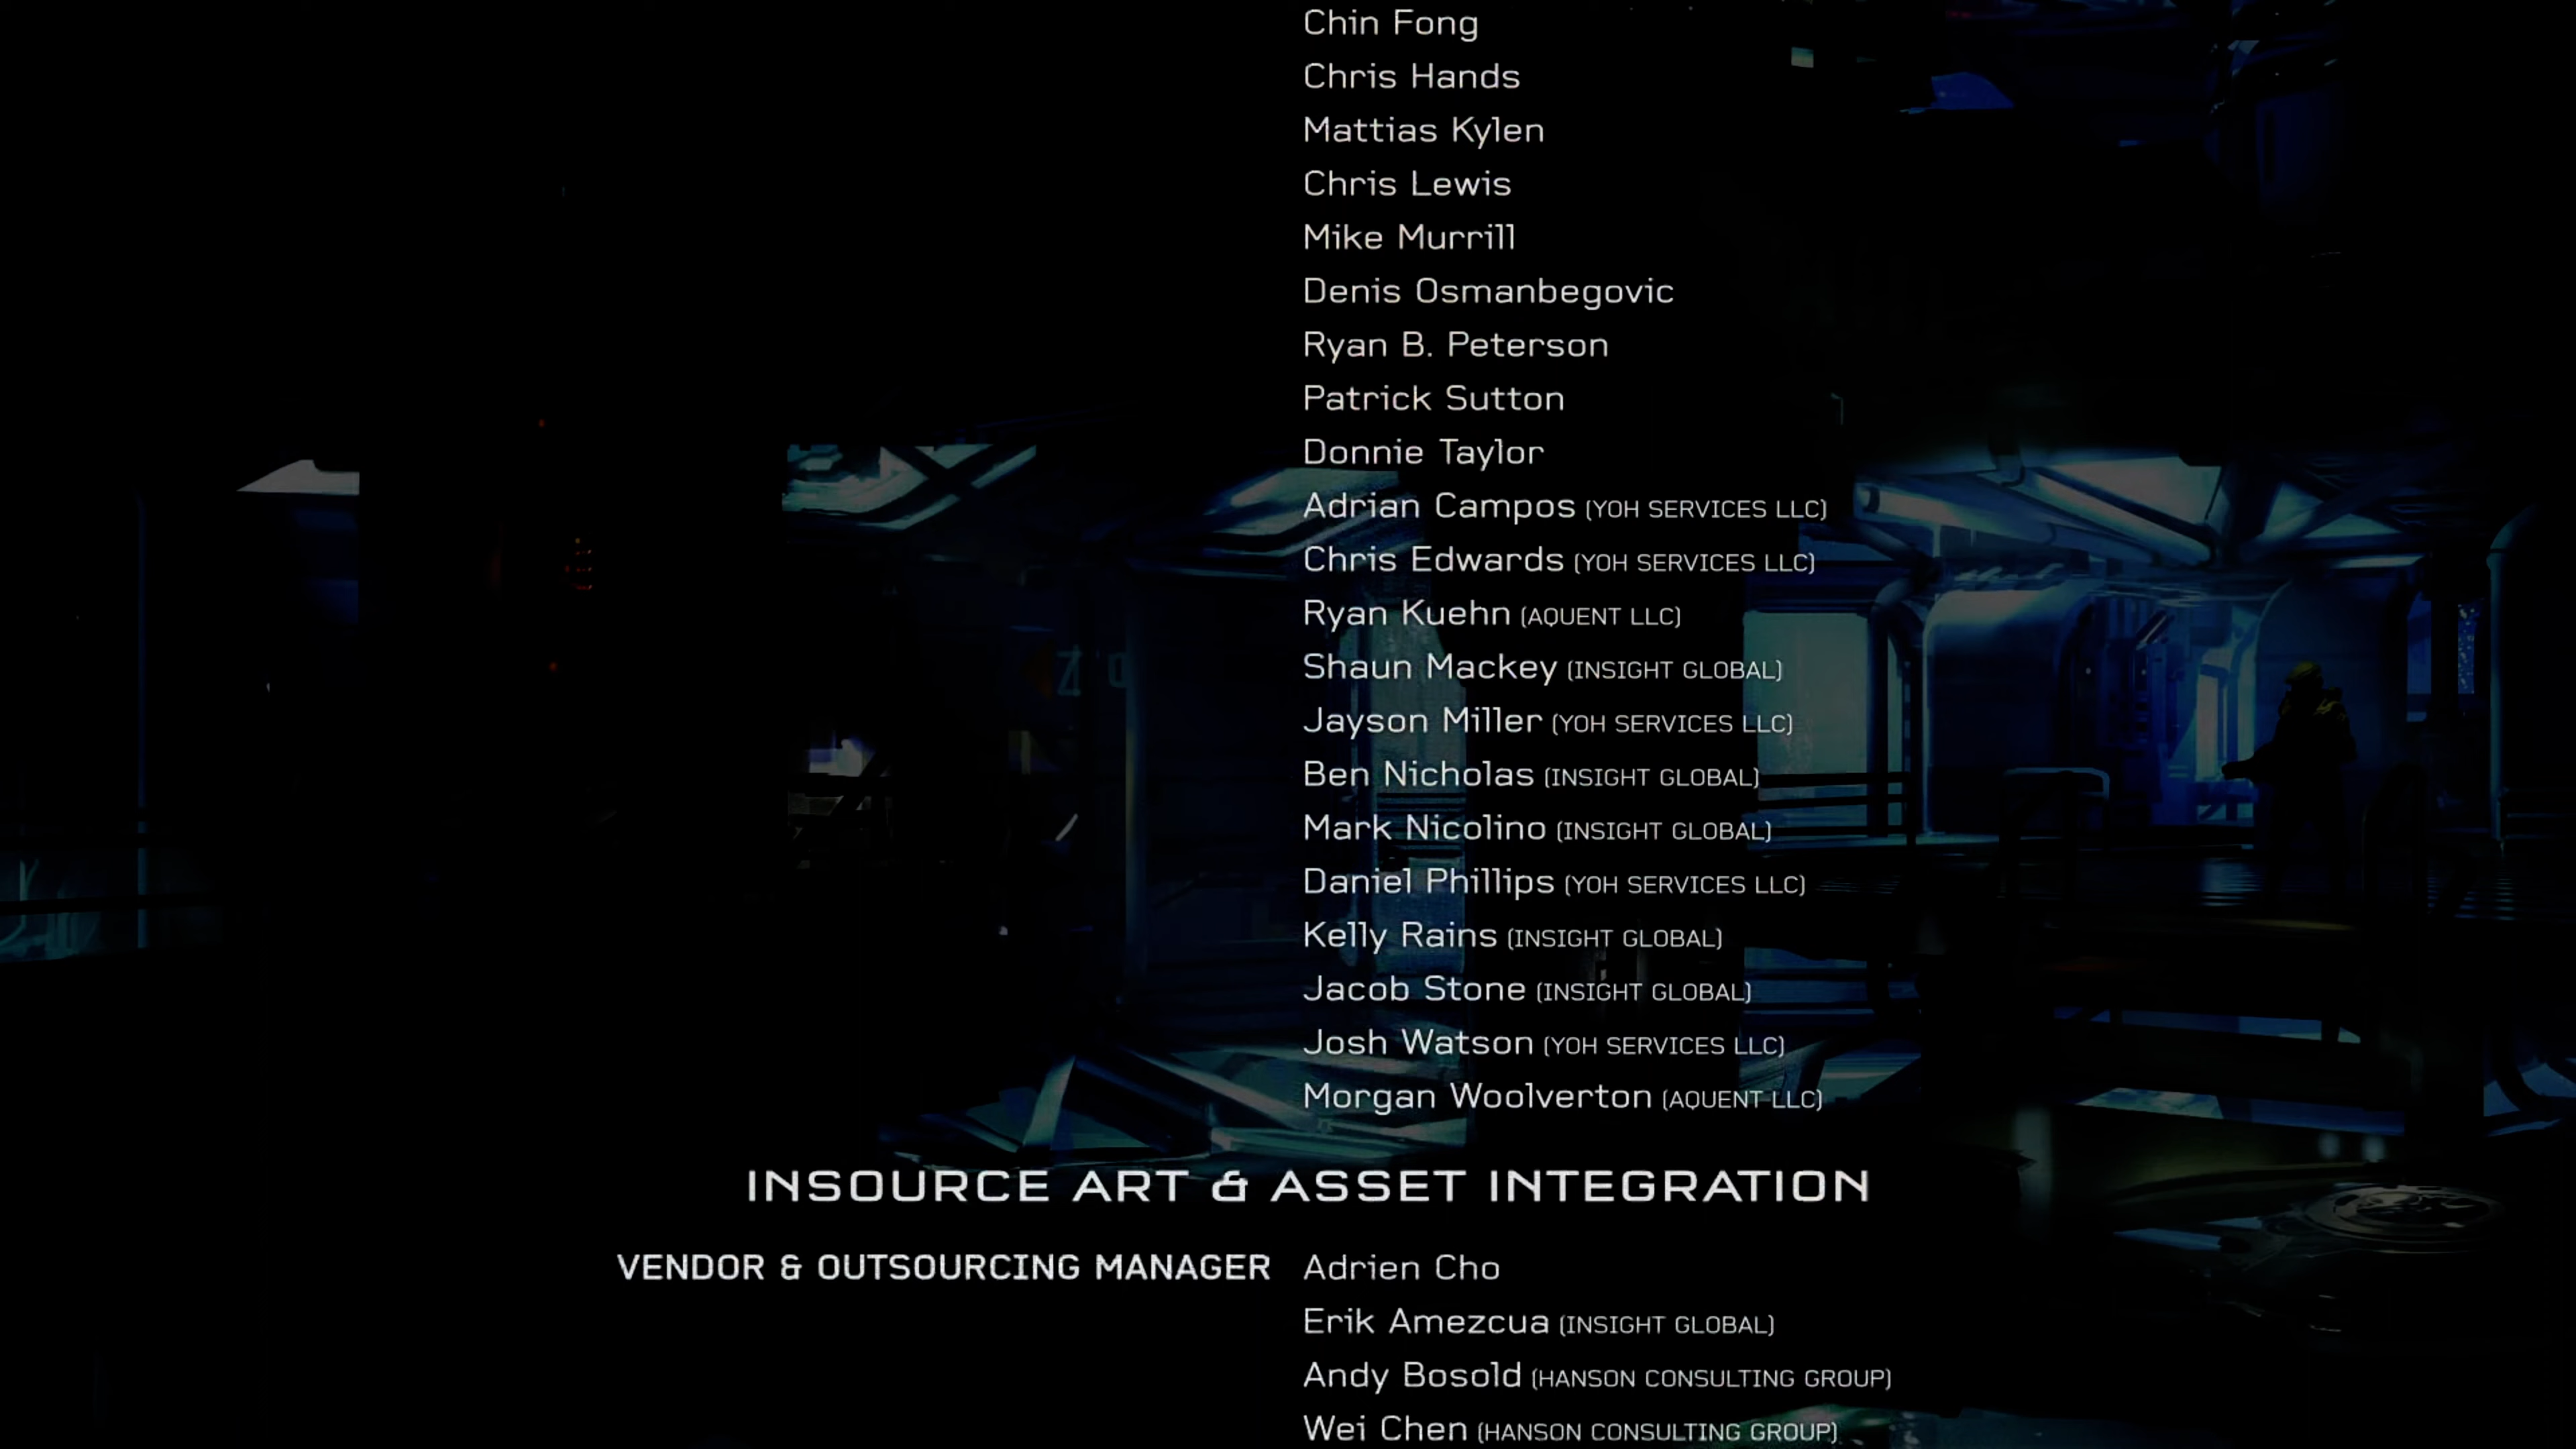 Chin Fong
Chris Hands
Mattias Kylen
Chris Lewis
Mike Murrill
Denis Osmanbegovic
Ryan B. Peterson
Patrick Sutton
Donnie Taylor
Adrian Campos (YOH SERVICES LLC)
Chris Edwards (YOH SERVICES LLC)
Ryan Kuehn (AQUENT LLC)
Shaun Mackey (INSIGHT GLOBAL)
Jayson Miller (YOH SERVICES LLC)
Ben Nicholas (INSIGHT GLOBAL)
Mark Nicolino (INSIGHT GLOBAL)
Daniel Phillips (YOH SERVICES LLC)
Kelly Rains (INSIGHT GLOBAL)
Jacob Stone (INSIGHT GLOBAL)
Josh Watson (YOH SERVICES LLC)
Morgan Woolverton (AQUENT LLC)
INSOURCE ART & ASSET INTEGRATION
VENDOR & OUTSOURCING MANAGER Adrien Cho
Erik Amezcua (INSIGHT GLOBAL)
Andy Bosold (HANSON CONSULTING GROUP)
Wei Chen (HANSON CONSULTING GROUP)